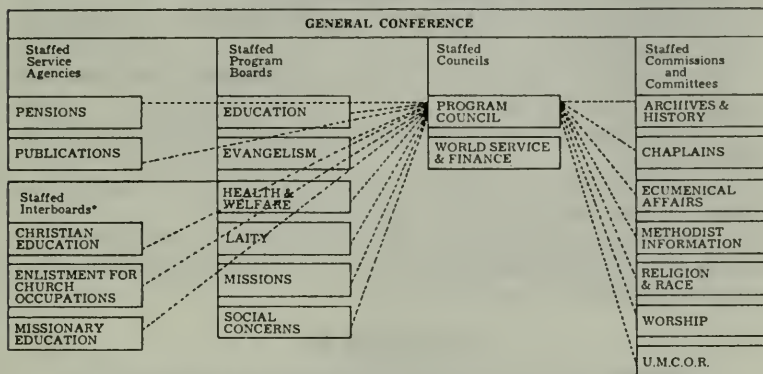 GENERAL CONFERENCE
Staffed
Service
Agencies
PENSIONS
PUBLICATIONS
Staffed
Interboards*
CHRISTIAN
EDUCATION
ENLISTMENT FOR
CHURCH
OCCUPATIONS
MISSIONARY
EDUCATION
Staffed
Program
Boards
EDUCATION
EVANGELISM
HEALTH &
WELFARE
LAITY
MISSIONS
SOCIAL
CONCERNS
Staffed
Councils
PROGRAM
COUNCIL
WORLD SERVICE
& FINANCE
Staffed
Commissions
and
Committees
ARCHIVES &
HISTORY
CHAPLAINS
ECUMENICAL
AFFAIRS
METHODIST
INFORMATION
RELIGION
& RACE
WORSHIP
U.M.C.O.R.